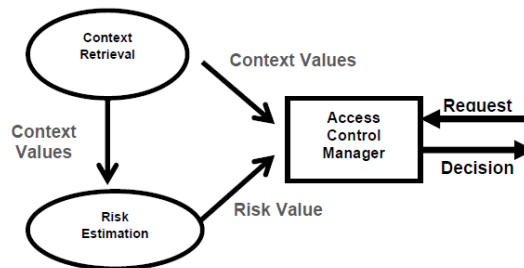 Context
Retrieval
Context Values
Context
Values
Access
Control
Manager
Request
Decision
Risk
Estimation
Risk Value